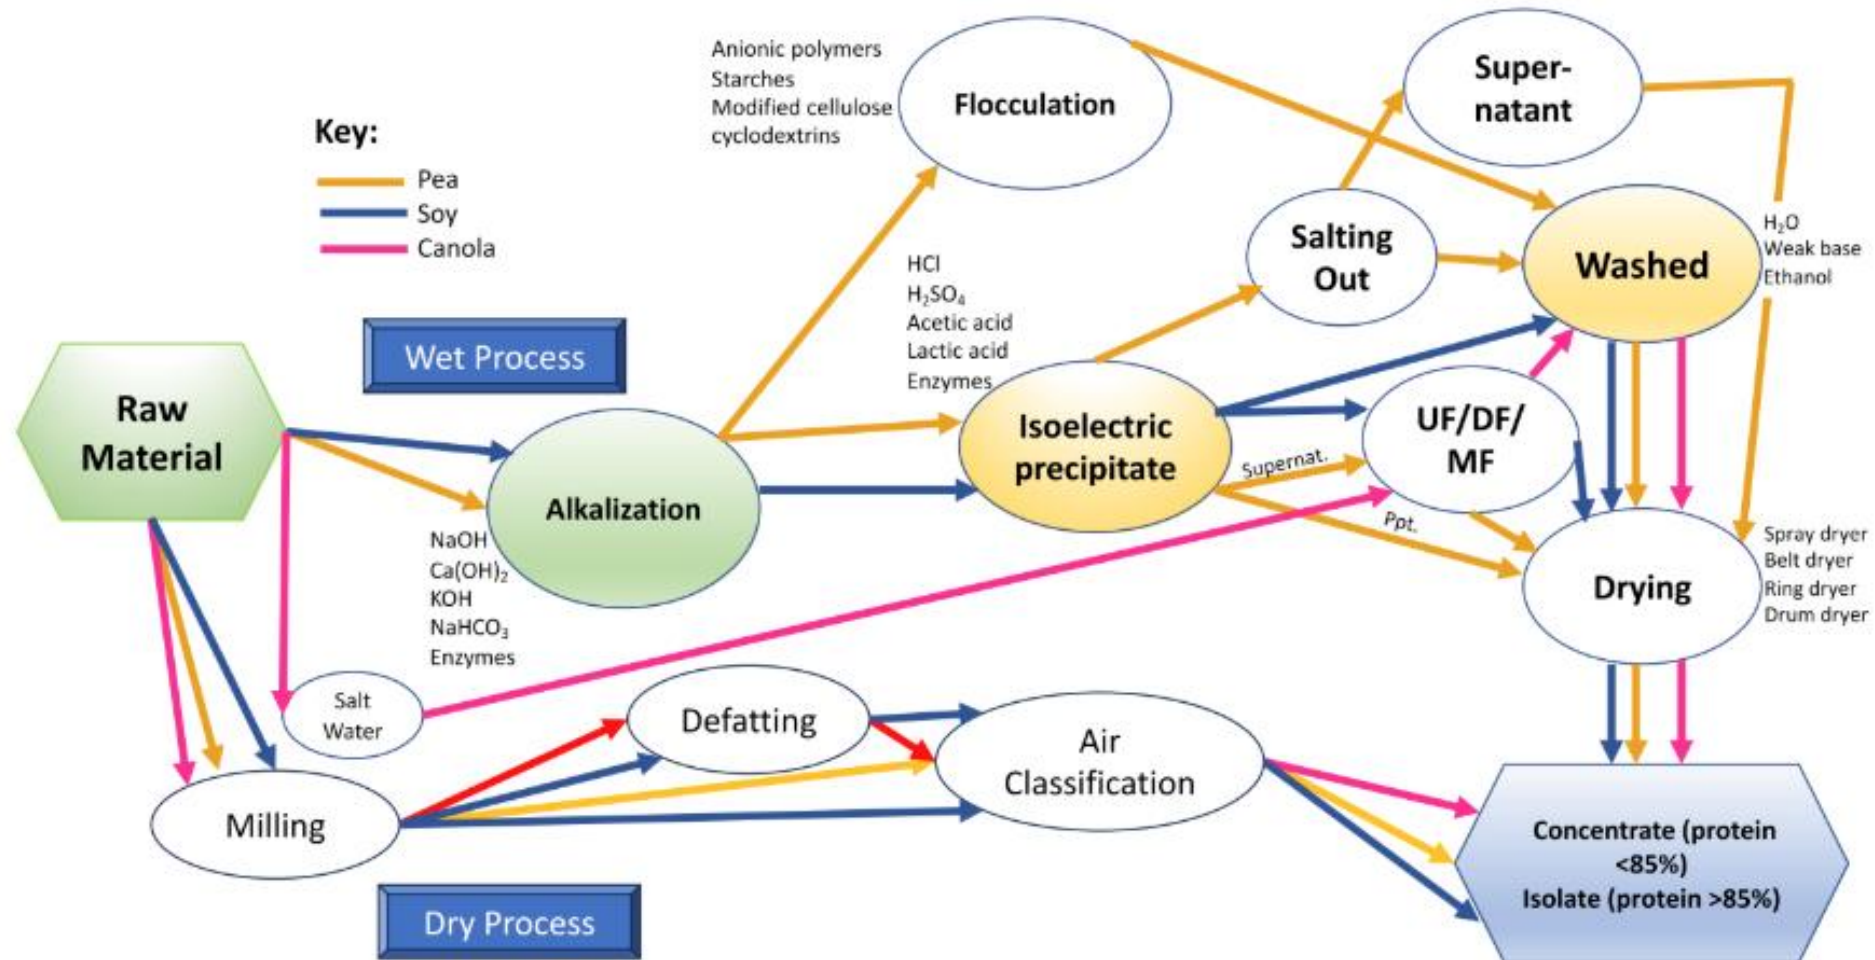 Key:
Pea
Soy
Canola
Wet Process
Raw
Material
Alkalization
NaOH
Ca(OH)₂
KOH
NaHCO₃
Enzymes
Anionic polymers
Starches
Modified cellulose
cyclodextrins
Flocculation
HCl
H₂SO₄
Acetic acid
Lactic acid
Enzymes
Isoelectric
precipitate
Salting
Out
Super-
natant
Washed
H₂O
Weak base
Ethanol
UF/DF/
MF
Supernat.
Ppt.
Drying
Spray dryer
Belt dryer
Ring dryer
Drum dryer
Salt
Water
Milling
Defatting
Air
Classification
Dry Process
Concentrate (protein
<85%)
Isolate (protein >85%)